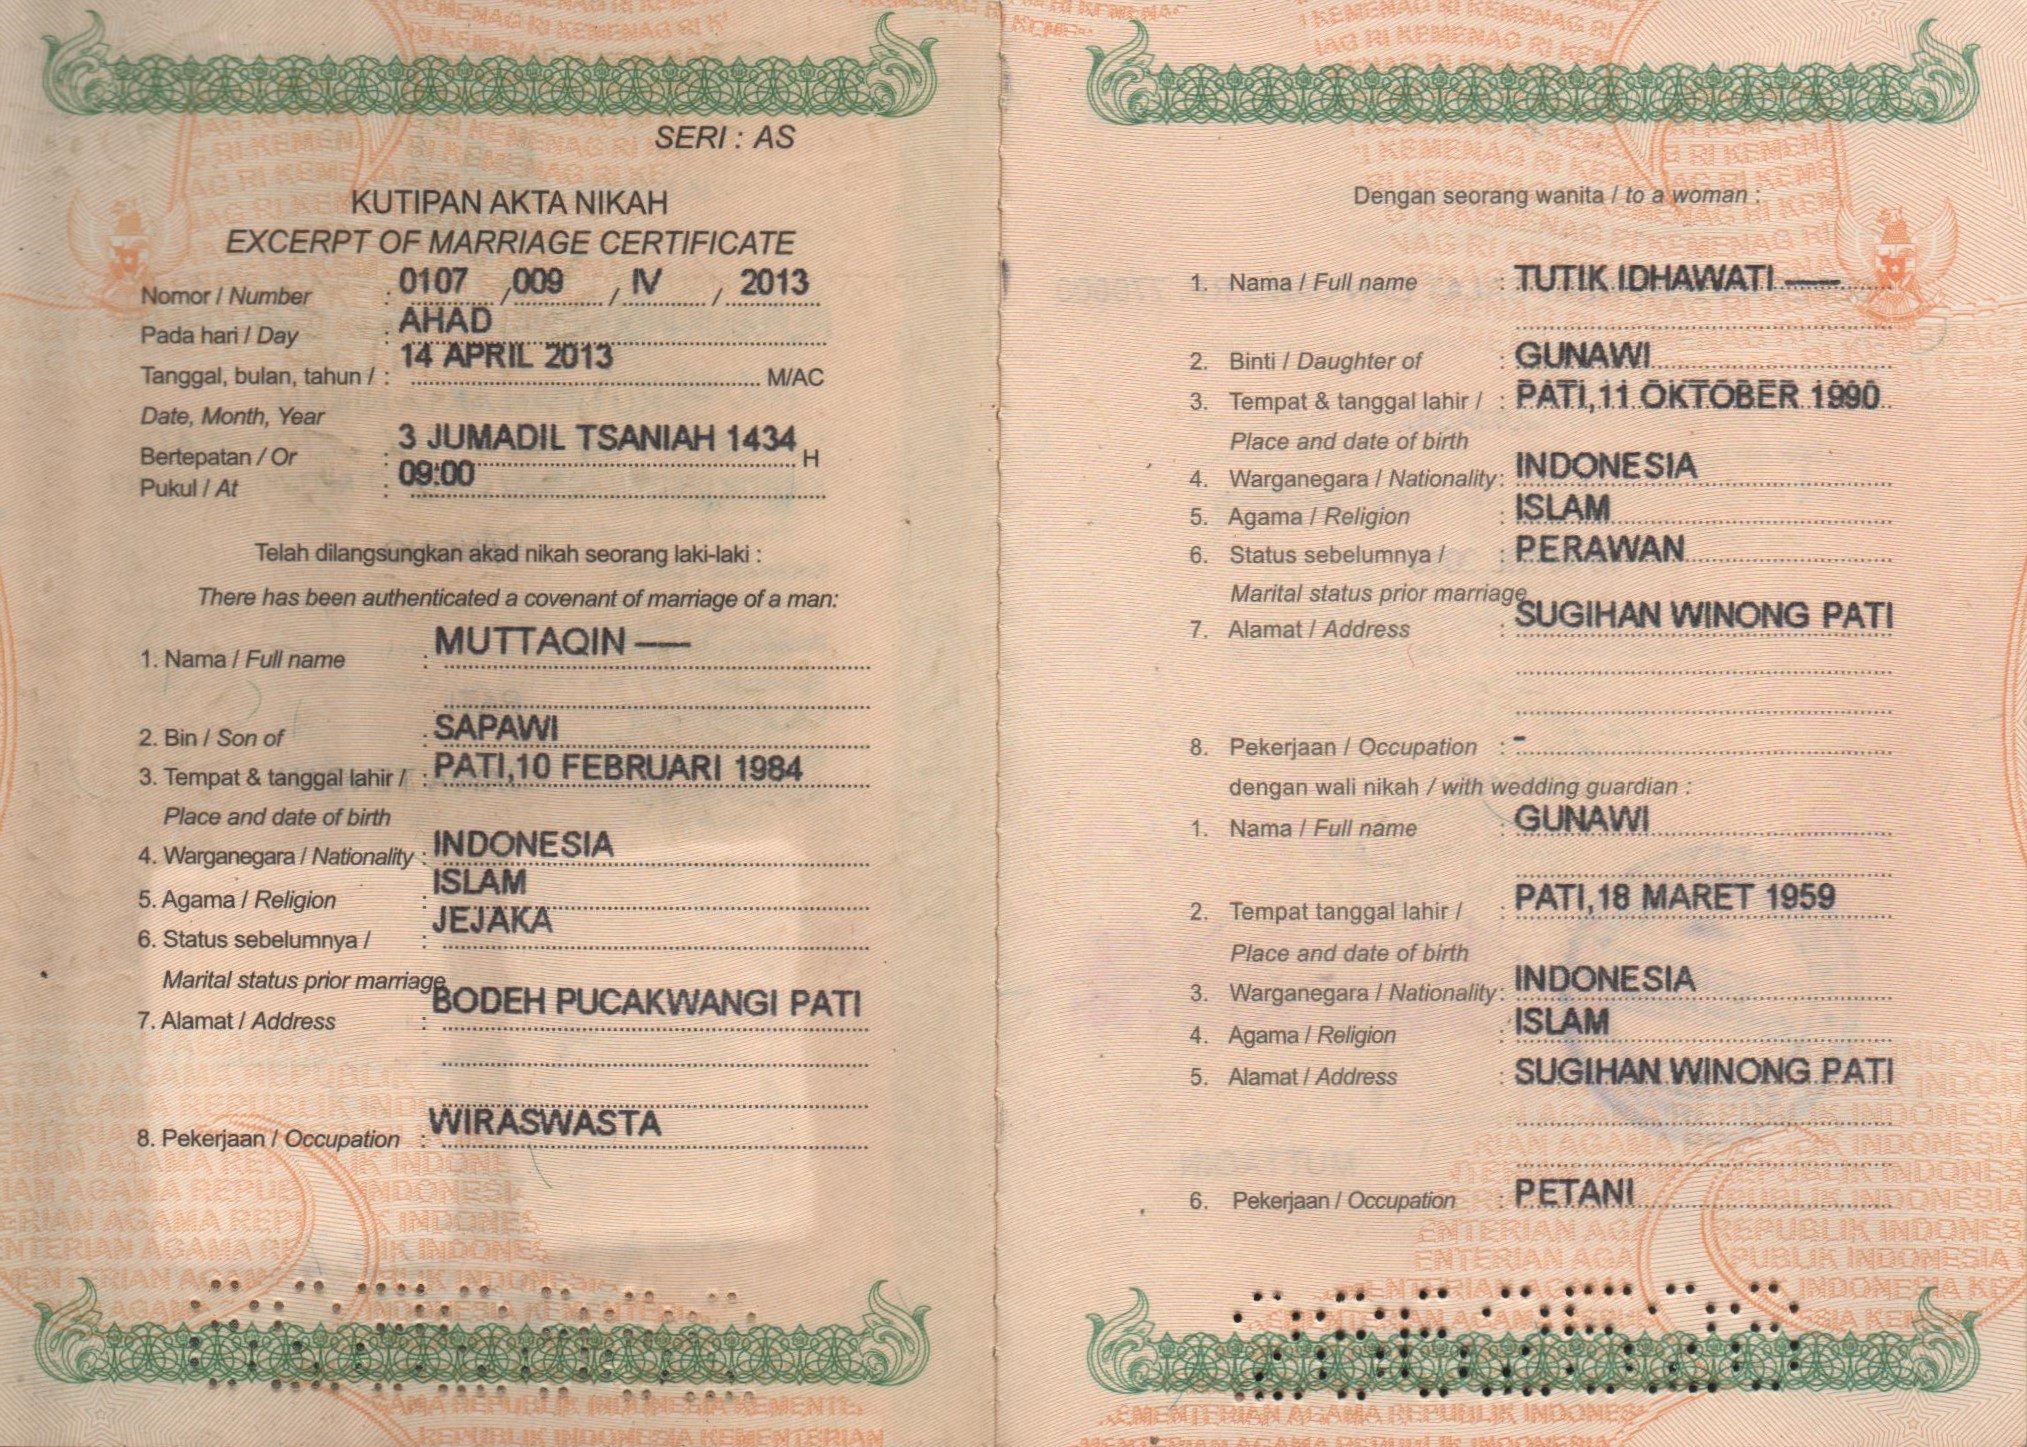 SERI : AS
KUTIPAN AKTA NIKAH
EXCERPT OF MARRIAGE CERTIFICATE
Nomor / Number : 0107 / 009 / IV / 2013
Pada hari / Day : AHAD
Tanggal, bulan, tahun / : 14 APRIL 2013 M/AC
Date, Month, Year
Bertepatan / Or : 3 JUMADIL TSANIAH 1434 H
Pukul / At : 09:00
Telah dilangsungkan akad nikah seorang laki-laki :
There has been authenticated a covenant of marriage of a man:
1. Nama / Full name : MUTTAQIN ——
2. Bin / Son of : SAPAWI
3. Tempat & tanggal lahir / : PATI,10 FEBRUARI 1984
Place and date of birth
4. Warganegara / Nationality : INDONESIA
5. Agama / Religion : ISLAM
6. Status sebelumnya / : JEJAKA
Marital status prior marriage
7. Alamat / Address : BODEH PUCAKWANGI PATI
8. Pekerjaan / Occupation : WIRASWASTA
Dengan seorang wanita / to a woman :
1. Nama / Full name : TUTIK IDHAWATI ——
2. Binti / Daughter of : GUNAWI
3. Tempat & tanggal lahir / : PATI,11 OKTOBER 1990
Place and date of birth
4. Warganegara / Nationality : INDONESIA
5. Agama / Religion : ISLAM
6. Status sebelumnya / : PERAWAN
Marital status prior marriage
7. Alamat / Address : SUGIHAN WINONG PATI
8. Pekerjaan / Occupation : -
dengan wali nikah / with wedding guardian :
1. Nama / Full name : GUNAWI
2. Tempat tanggal lahir / : PATI,18 MARET 1959
Place and date of birth
3. Warganegara / Nationality : INDONESIA
4. Agama / Religion : ISLAM
5. Alamat / Address : SUGIHAN WINONG PATI
6. Pekerjaan / Occupation : PETANI